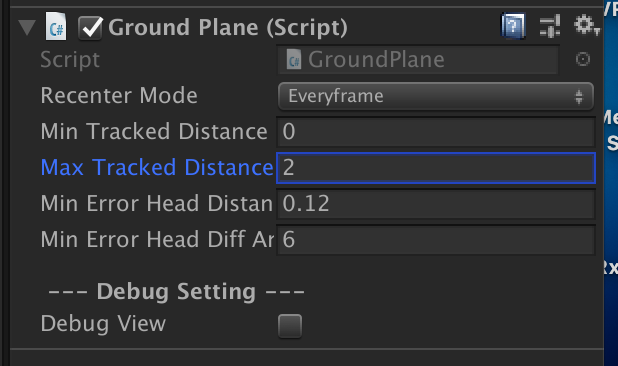 Ground Plane (Script)
Script GroundPlane
Recenter Mode Everyframe
Min Tracked Distance 0
Max Tracked Distance 2
Min Error Head Distan 0.12
Min Error Head Diff Ar 6
--- Debug Setting ---
Debug View